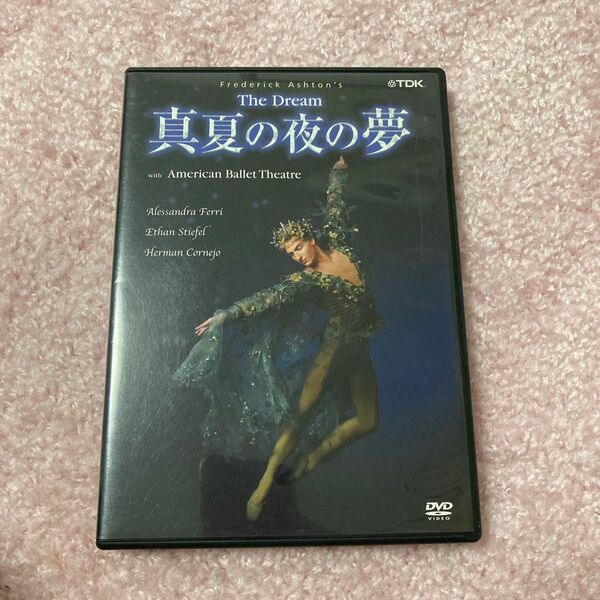 Frederick Ashton's
TDK
The Dream
真夏の夜の夢
with American Ballet Theatre
Alessandra Ferri
Ethan Stiefel
Herman Cornejo
DVD
VIDEO